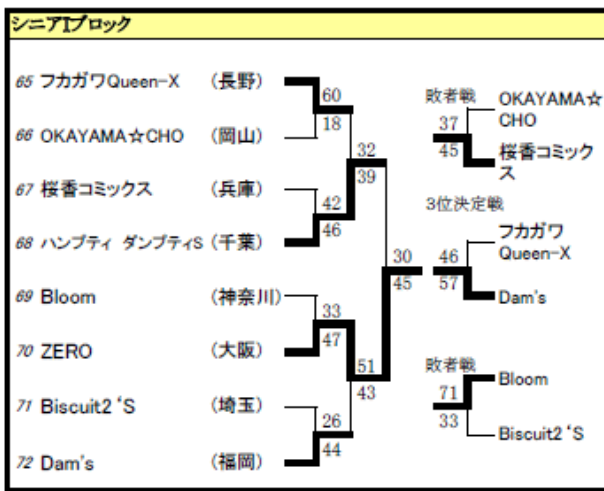 シニアIブロック
65 フカガワQueen-X (長野)
60
18
66 OKAYAMA☆CHO (岡山)
32
39
67 桜香コミックス (兵庫)
42
46
68 ハンプティ ダンプティS (千葉)
30
45
69 Bloom (神奈川)
33
47
70 ZERO (大阪)
51
43
71 Biscuit2‘S (埼玉)
26
44
72 Dam's (福岡)
敗者戦
OKAYAMA☆
CHO
37
45
桜香コミック
ス
3位決定戦
フカガワ
Queen-X
46
57
Dam's
敗者戦
Bloom
71
33
Biscuit2‘S